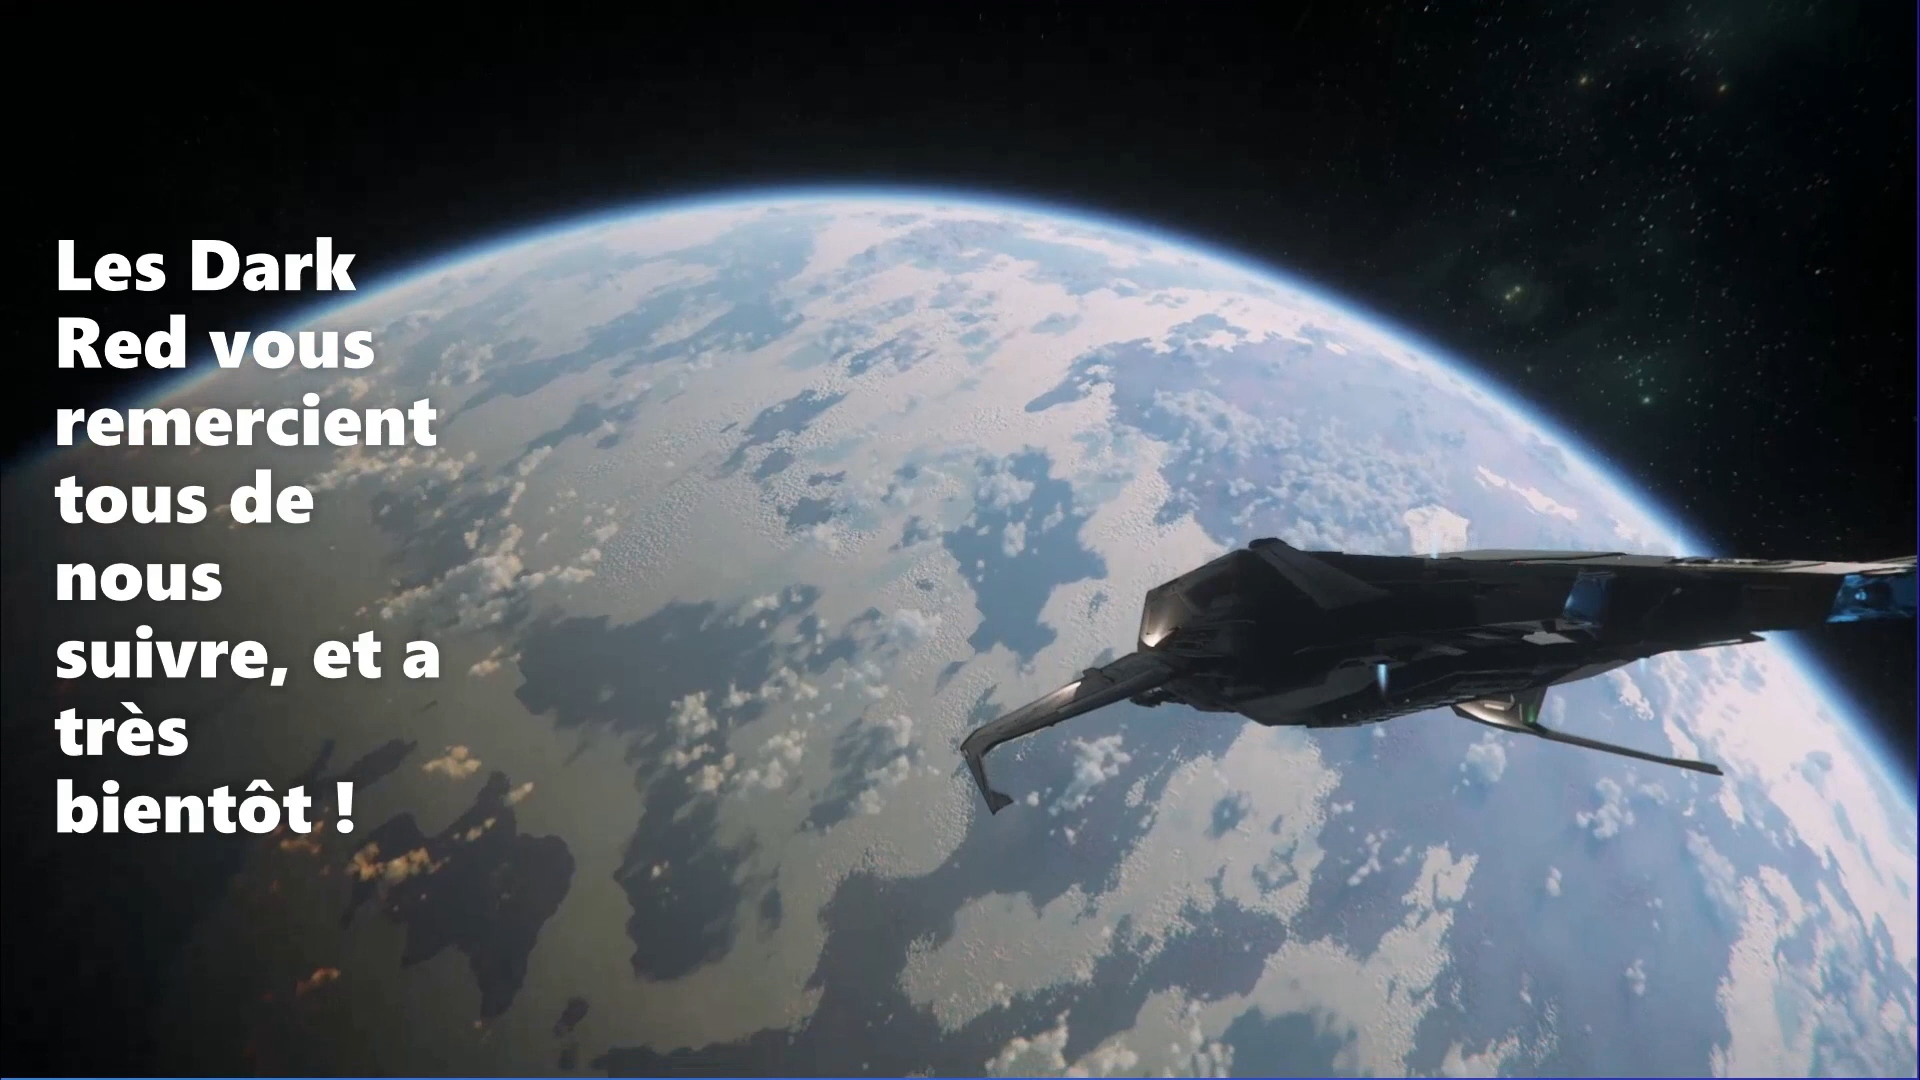 Les Dark
Red vous
remercient
tous de
nous
suivre, et a
très
bientôt !